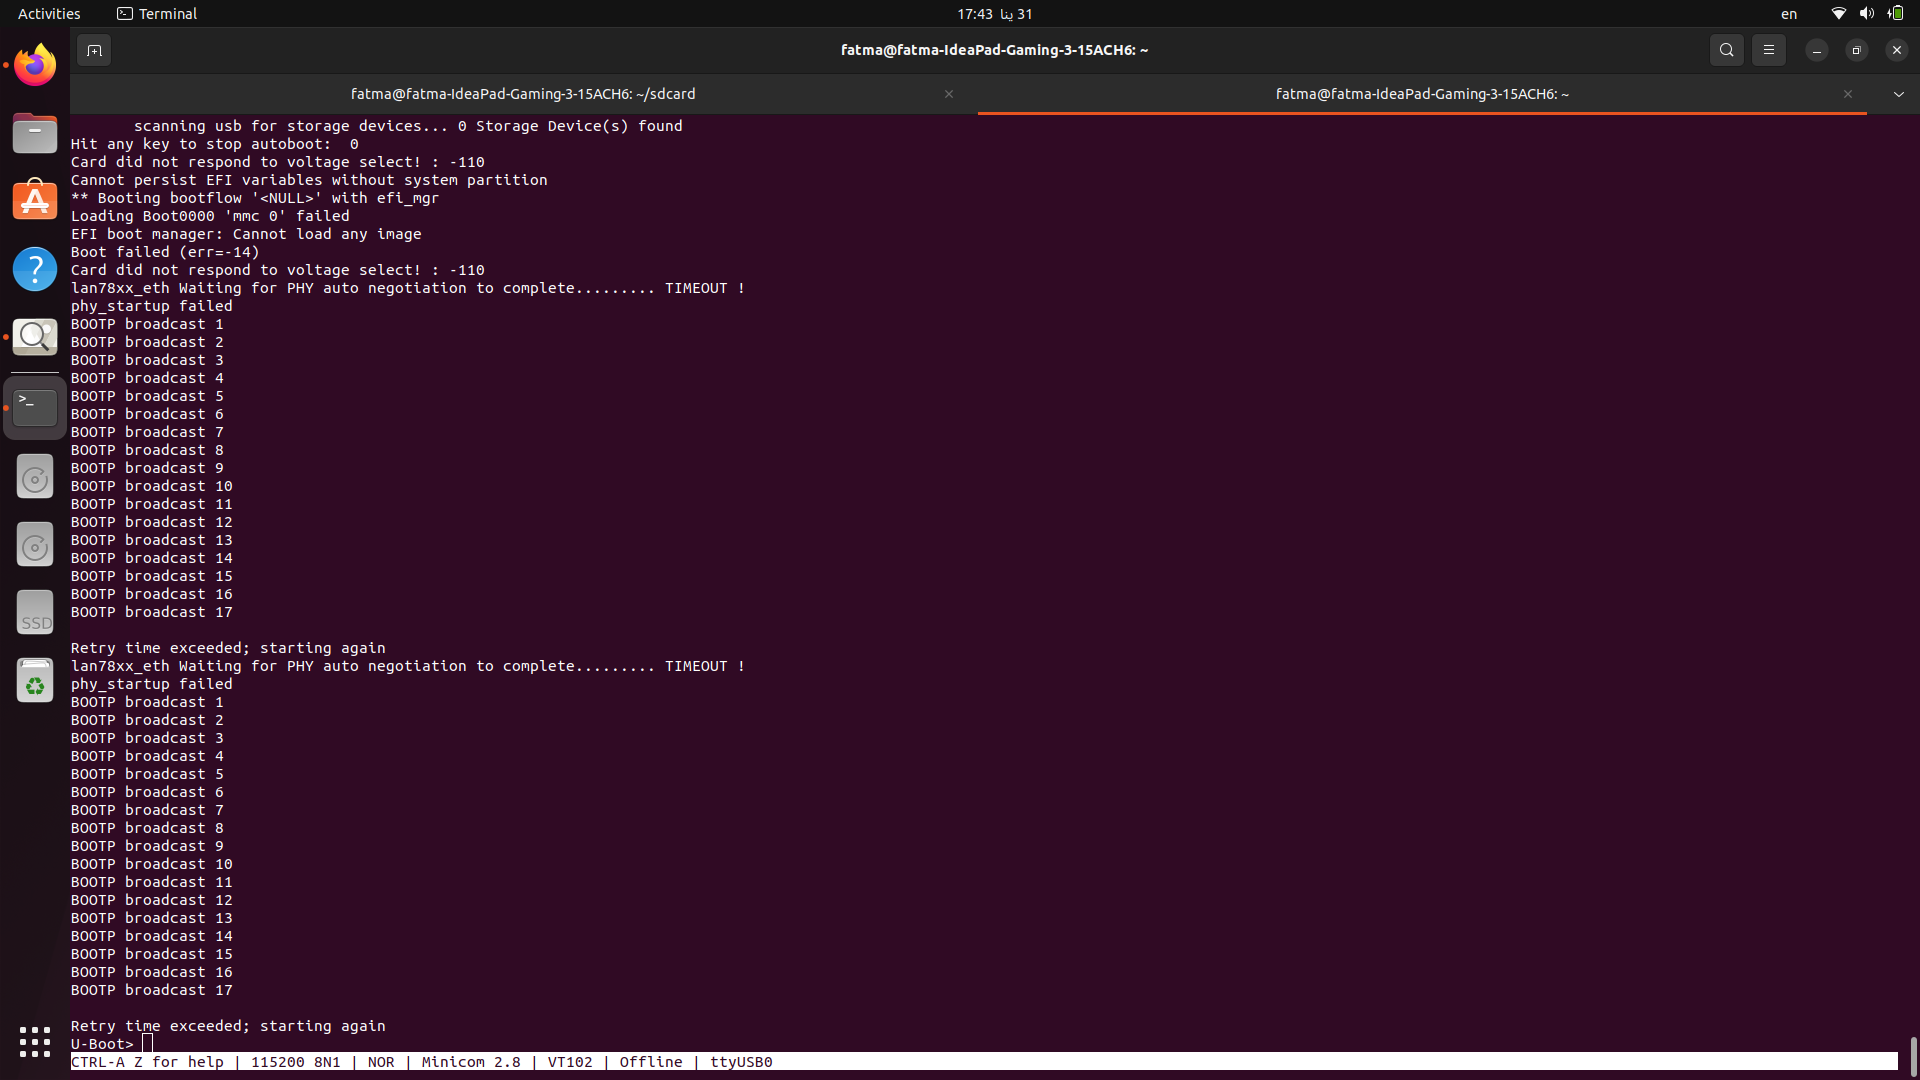 Activities
Terminal
17:43 31 ينا
en
fatma@fatma-IdeaPad-Gaming-3-15ACH6: ~
fatma@fatma-IdeaPad-Gaming-3-15ACH6: ~/sdcard
fatma@fatma-IdeaPad-Gaming-3-15ACH6: ~
scanning usb for storage devices... 0 Storage Device(s) found
Hit any key to stop autoboot:  0
Card did not respond to voltage select! : -110
Cannot persist EFI variables without system partition
** Booting bootflow '<NULL>' with efi_mgr
Loading Boot0000 'mmc 0' failed
EFI boot manager: Cannot load any image
Boot failed (err=-14)
Card did not respond to voltage select! : -110
lan78xx_eth Waiting for PHY auto negotiation to complete......... TIMEOUT !
phy_startup failed
BOOTP broadcast 1
BOOTP broadcast 2
BOOTP broadcast 3
BOOTP broadcast 4
BOOTP broadcast 5
BOOTP broadcast 6
BOOTP broadcast 7
BOOTP broadcast 8
BOOTP broadcast 9
BOOTP broadcast 10
BOOTP broadcast 11
BOOTP broadcast 12
BOOTP broadcast 13
BOOTP broadcast 14
BOOTP broadcast 15
BOOTP broadcast 16
BOOTP broadcast 17
Retry time exceeded; starting again
lan78xx_eth Waiting for PHY auto negotiation to complete......... TIMEOUT !
phy_startup failed
BOOTP broadcast 1
BOOTP broadcast 2
BOOTP broadcast 3
BOOTP broadcast 4
BOOTP broadcast 5
BOOTP broadcast 6
BOOTP broadcast 7
BOOTP broadcast 8
BOOTP broadcast 9
BOOTP broadcast 10
BOOTP broadcast 11
BOOTP broadcast 12
BOOTP broadcast 13
BOOTP broadcast 14
BOOTP broadcast 15
BOOTP broadcast 16
BOOTP broadcast 17
Retry time exceeded; starting again
U-Boot>
CTRL-A Z for help | 115200 8N1 | NOR | Minicom 2.8 | VT102 | Offline | ttyUSB0
SSD